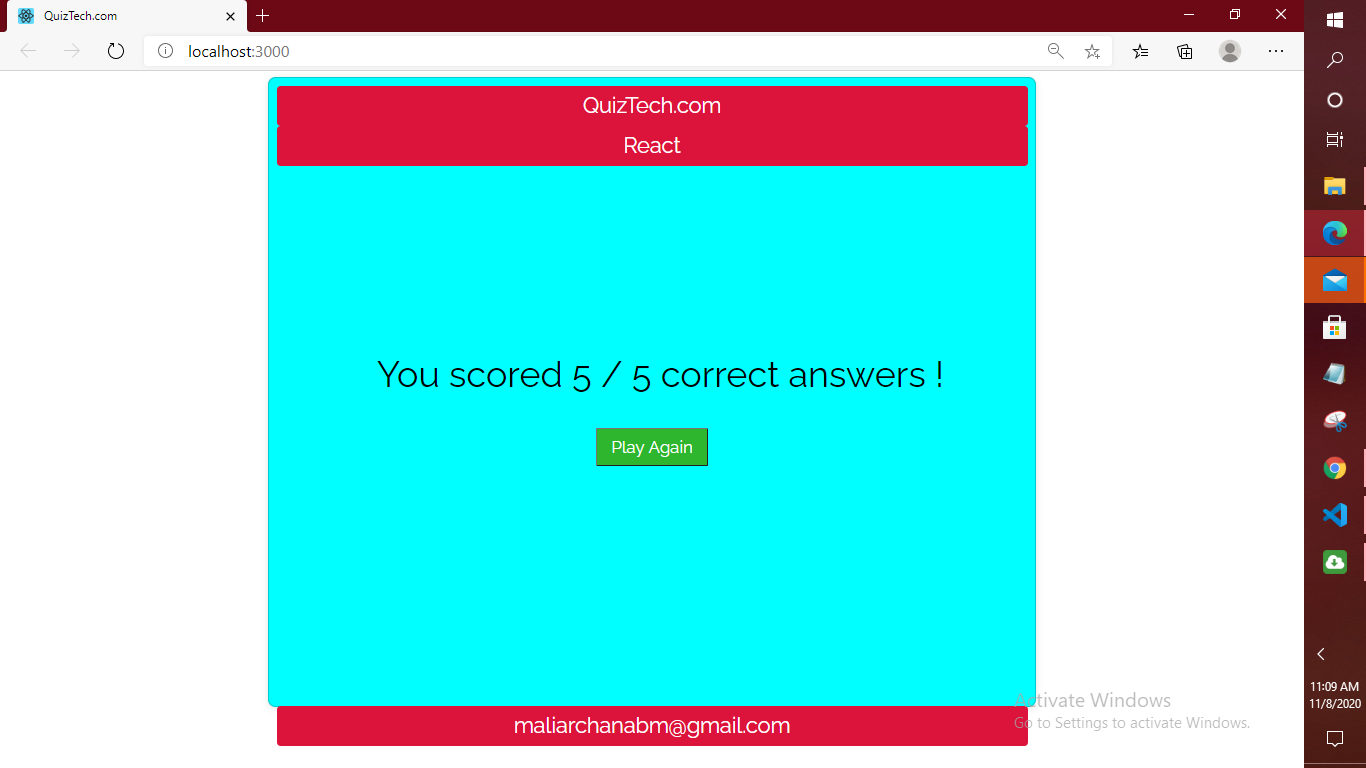 QuizTech.com
localhost:3000
QuizTech.com
React
You scored 5 / 5 correct answers !
Play Again
maliarchanabm@gmail.com
Activate Windows
Go to Settings to activate Windows.
11:09 AM
11/8/2020